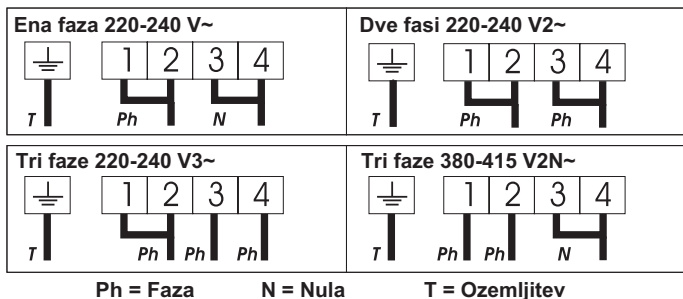 Ena faza 220-240 V~
1 2 3 4
T Ph N
Dve fasi 220-240 V2~
1 2 3 4
T Ph Ph
Tri faze 220-240 V3~
1 2 3 4
T Ph Ph Ph
Tri faze 380-415 V2N~
1 2 3 4
T Ph Ph N
Ph = Faza N = Nula T = Ozemljitev